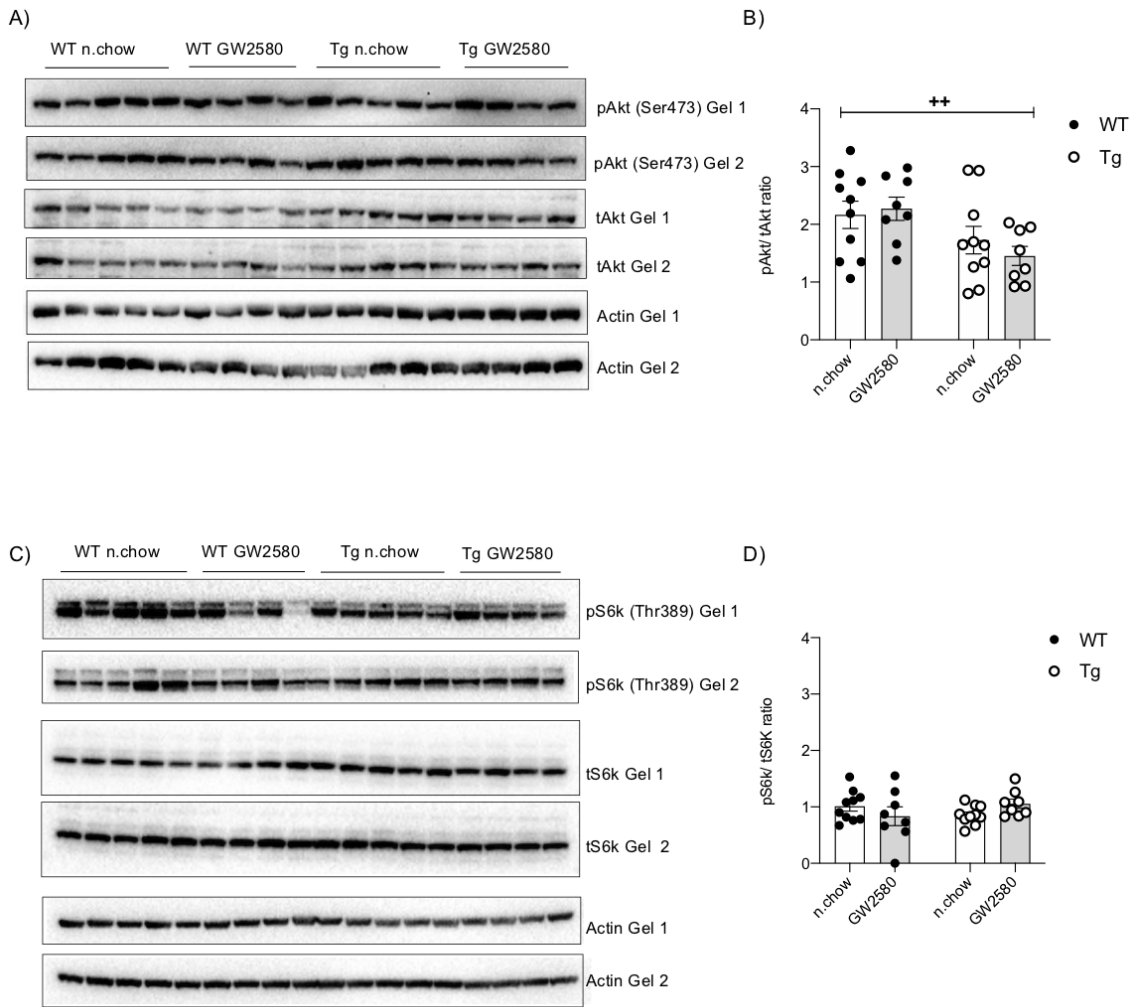 A)
WT n.chow WT GW2580 Tg n.chow Tg GW2580
pAkt (Ser473) Gel 1
pAkt (Ser473) Gel 2
tAkt Gel 1
tAkt Gel 2
Actin Gel 1
Actin Gel 2
B)
++
WT
Tg
pAkt/ tAkt ratio
4
3
2
1
0
n.chow
GW2580
n.chow
GW2580
C)
WT n.chow WT GW2580 Tg n.chow Tg GW2580
pS6k (Thr389) Gel 1
pS6k (Thr389) Gel 2
tS6k Gel 1
tS6k Gel 2
Actin Gel 1
Actin Gel 2
D)
WT
Tg
pS6k/ tS6K ratio
4
3
2
1
0
n.chow
GW2580
n.chow
GW2580